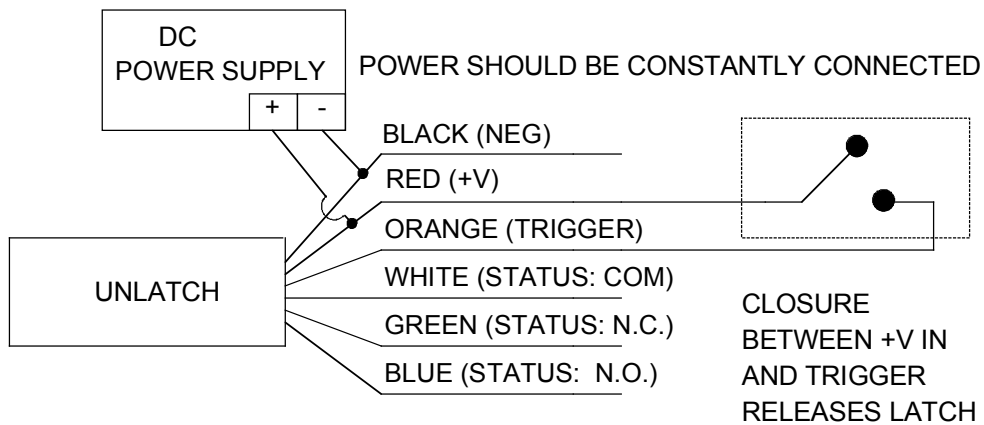 DC
POWER SUPPLY
+ -
POWER SHOULD BE CONSTANTLY CONNECTED
BLACK (NEG)
RED (+V)
ORANGE (TRIGGER)
UNLATCH
WHITE (STATUS: COM)
GREEN (STATUS: N.C.)
BLUE (STATUS: N.O.)
CLOSURE
BETWEEN +V IN
AND TRIGGER
RELEASES LATCH